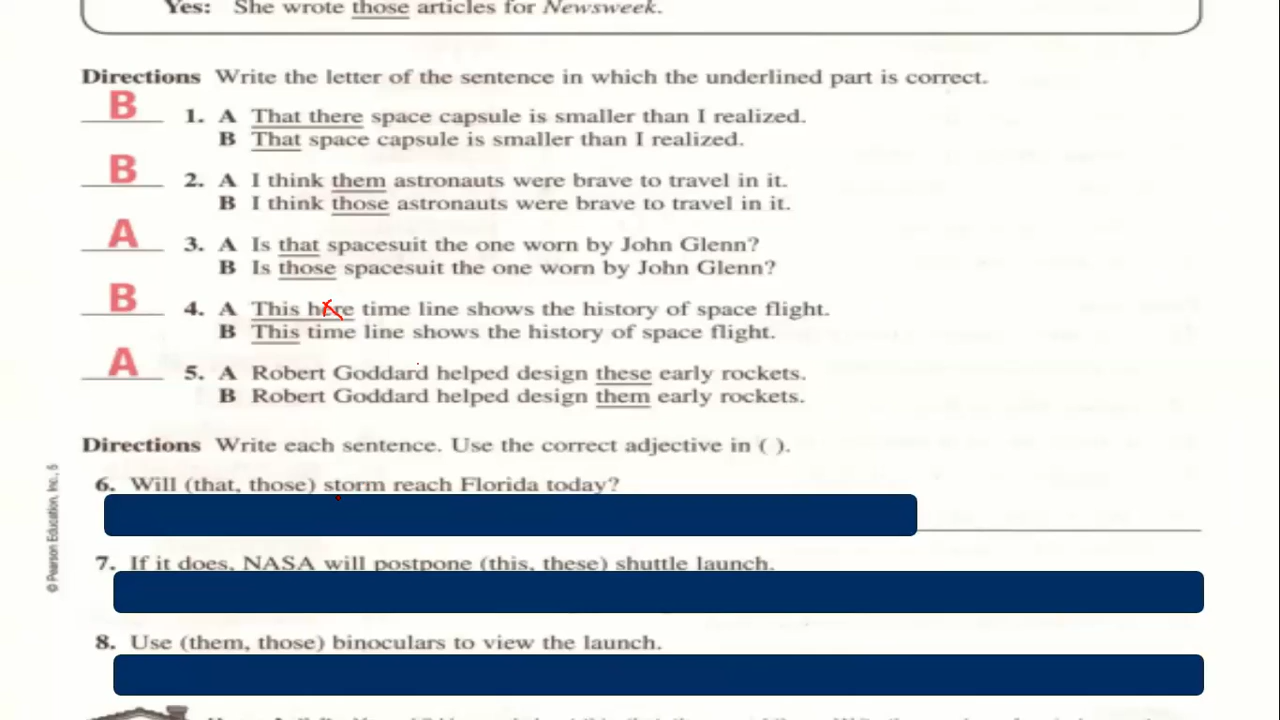 Yes: She wrote those articles for Newsweek.
Directions Write the letter of the sentence in which the underlined part is correct.
B 1. A That there space capsule is smaller than I realized.
B That space capsule is smaller than I realized.
B 2. A I think them astronauts were brave to travel in it.
B I think those astronauts were brave to travel in it.
A 3. A Is that spacesuit the one worn by John Glenn?
B Is those spacesuit the one worn by John Glenn?
B 4. A This here time line shows the history of space flight.
B This time line shows the history of space flight.
A 5. A Robert Goddard helped design these early rockets.
B Robert Goddard helped design them early rockets.
Directions Write each sentence. Use the correct adjective in ( ).
6. Will (that, those) storm reach Florida today?
7. If it does, NASA will postpone (this, these) shuttle launch.
8. Use (them, those) binoculars to view the launch.
© Pearson Education, Inc., 5